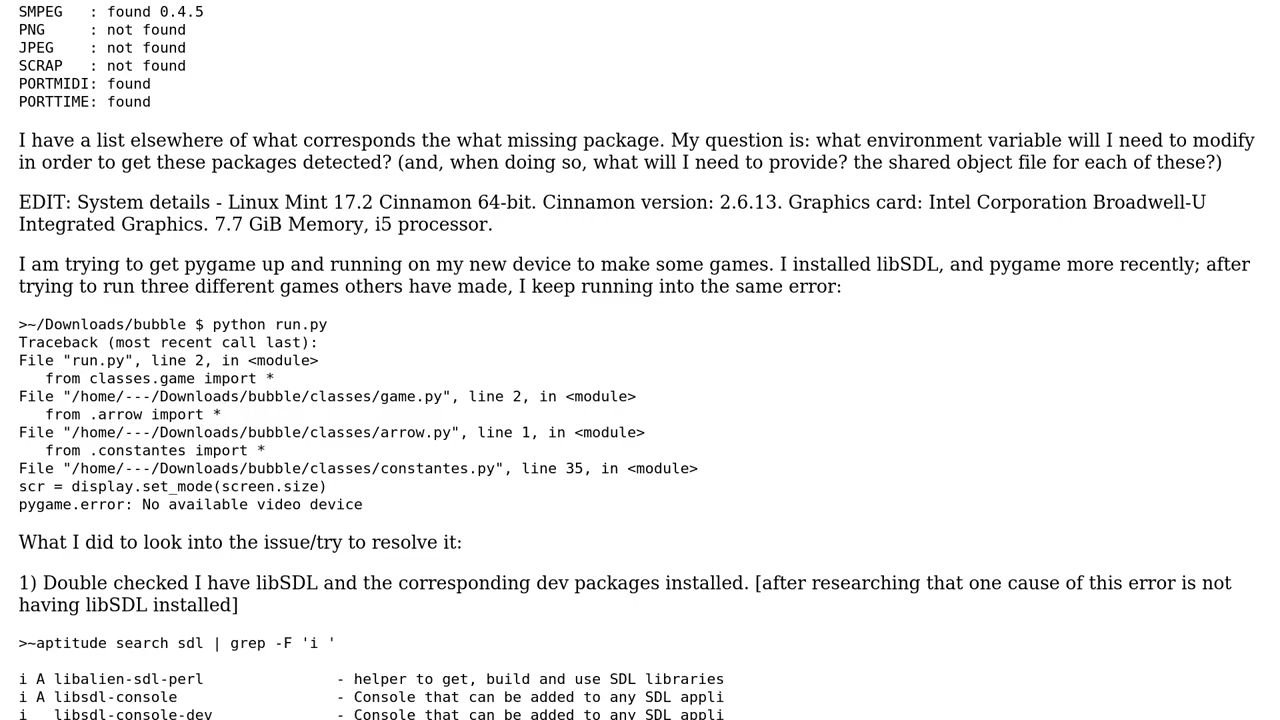 SMPEG   : found 0.4.5
PNG     : not found
JPEG    : not found
SCRAP   : not found
PORTMIDI: found
PORTTIME: found
I have a list elsewhere of what corresponds the what missing package. My question is: what environment variable will I need to modify
in order to get these packages detected? (and, when doing so, what will I need to provide? the shared object file for each of these?)
EDIT: System details - Linux Mint 17.2 Cinnamon 64-bit. Cinnamon version: 2.6.13. Graphics card: Intel Corporation Broadwell-U
Integrated Graphics. 7.7 GiB Memory, i5 processor.
I am trying to get pygame up and running on my new device to make some games. I installed libSDL, and pygame more recently; after
trying to run three different games others have made, I keep running into the same error:
>~/Downloads/bubble $ python run.py
Traceback (most recent call last):
File "run.py", line 2, in <module>
   from classes.game import *
File "/home/---/Downloads/bubble/classes/game.py", line 2, in <module>
   from .arrow import *
File "/home/---/Downloads/bubble/classes/arrow.py", line 1, in <module>
   from .constantes import *
File "/home/---/Downloads/bubble/classes/constantes.py", line 35, in <module>
scr = display.set_mode(screen.size)
pygame.error: No available video device
What I did to look into the issue/try to resolve it:
1) Double checked I have libSDL and the corresponding dev packages installed. [after researching that one cause of this error is not
having libSDL installed]
>~aptitude search sdl | grep -F 'i '
i A libalien-sdl-perl               - helper to get, build and use SDL libraries
i A libsdl-console                  - Console that can be added to any SDL appli
i   libsdl-console-dev              - Console that can be added to any SDL appli